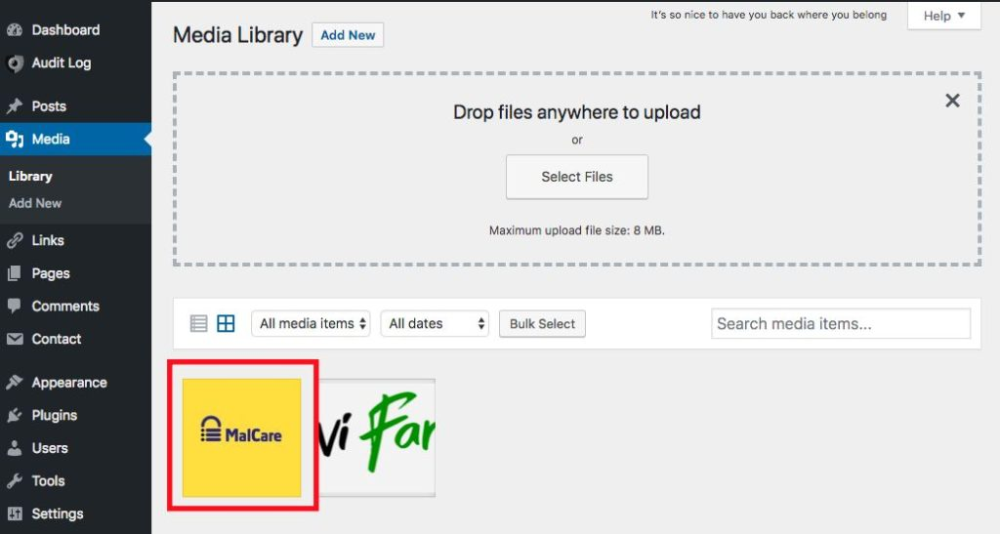 It's so nice to have you back where you belong
Help
Dashboard
Audit Log
Posts
Media
Library
Add New
Links
Pages
Comments
Contact
Appearance
Plugins
Users
Tools
Settings
Media Library
Add New
Drop files anywhere to upload
or
Select Files
Maximum upload file size: 8 MB.
All media items
All dates
Bulk Select
Search media items...
MalCare
vi Far